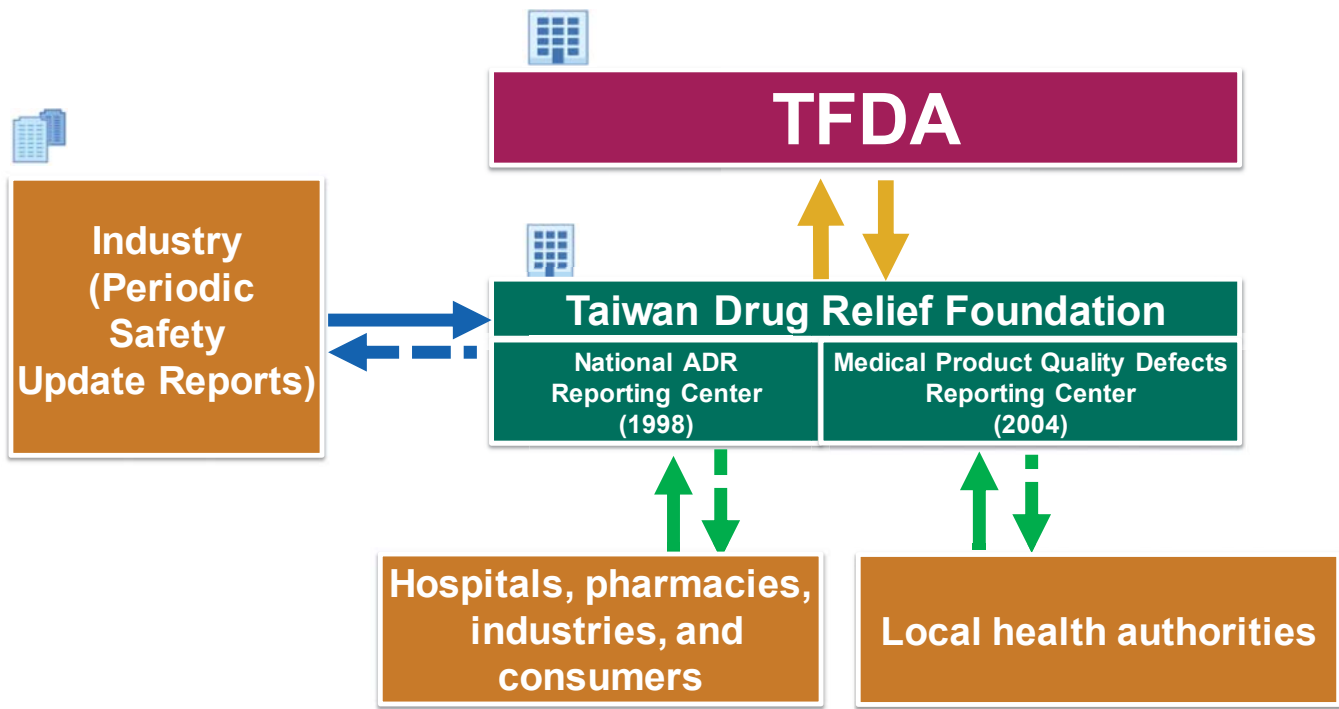 TFDA
Industry
(Periodic
Safety
Update Reports)
Taiwan Drug Relief Foundation
National ADR
Reporting Center
(1998)
Medical Product Quality Defects
Reporting Center
(2004)
Hospitals, pharmacies,
industries, and
consumers
Local health authorities